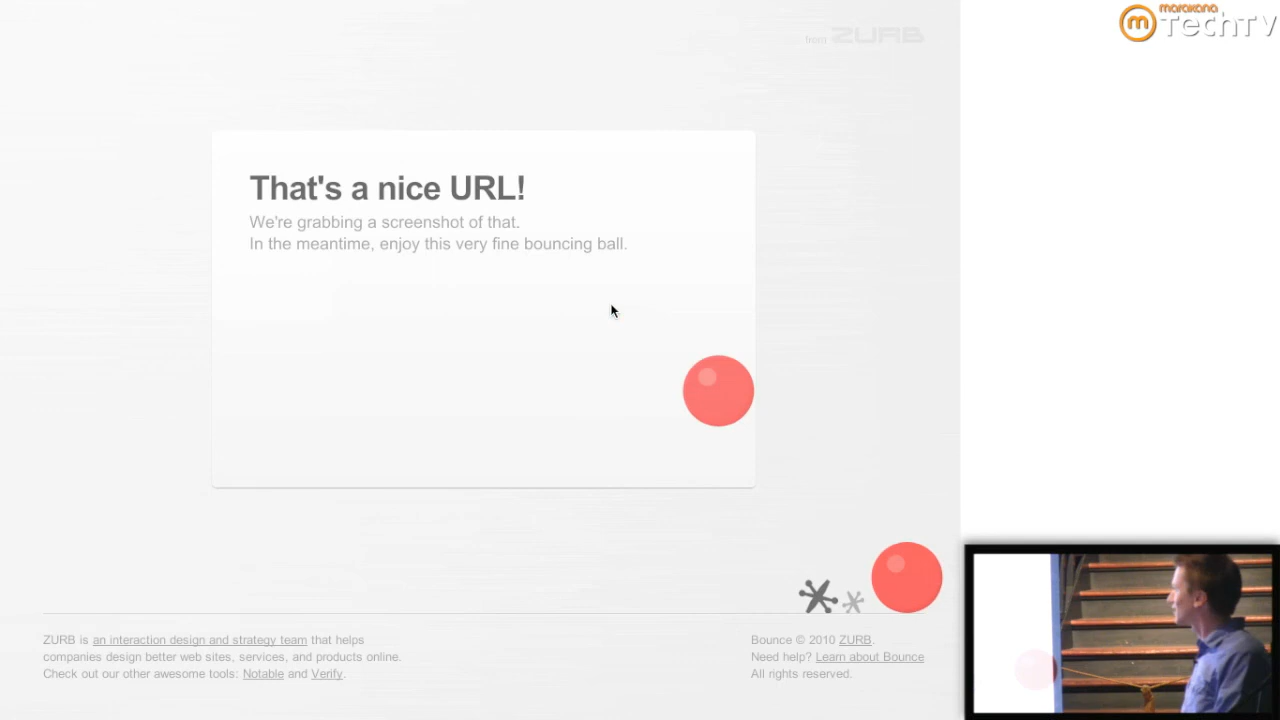 marakana
TechTV
from ZURB
That's a nice URL!
We're grabbing a screenshot of that.
In the meantime, enjoy this very fine bouncing ball.
ZURB is an interaction design and strategy team that helps
companies design better web sites, services, and products online.
Check out our other awesome tools: Notable and Verify.
Bounce © 2010 ZURB.
Need help? Learn about Bounce
All rights reserved.